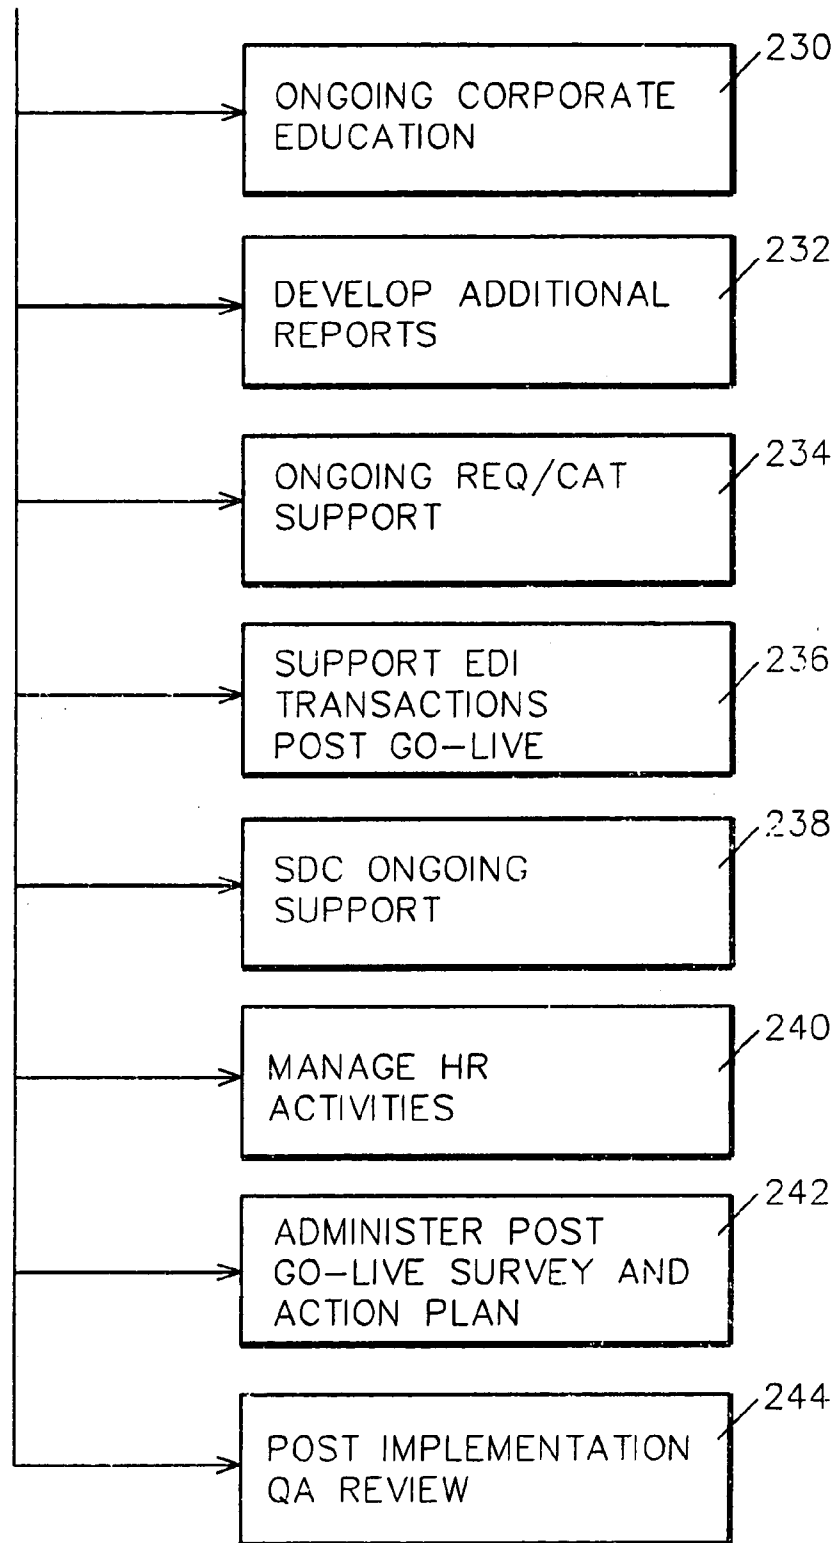 230
ONGOING CORPORATE
EDUCATION
232
DEVELOP ADDITIONAL
REPORTS
234
ONGOING REQ/CAT
SUPPORT
236
SUPPORT EDI
TRANSACTIONS
POST GO-LIVE
238
SDC ONGOING
SUPPORT
240
MANAGE HR
ACTIVITIES
242
ADMINISTER POST
GO-LIVE SURVEY AND
ACTION PLAN
244
POST IMPLEMENTATION
QA REVIEW